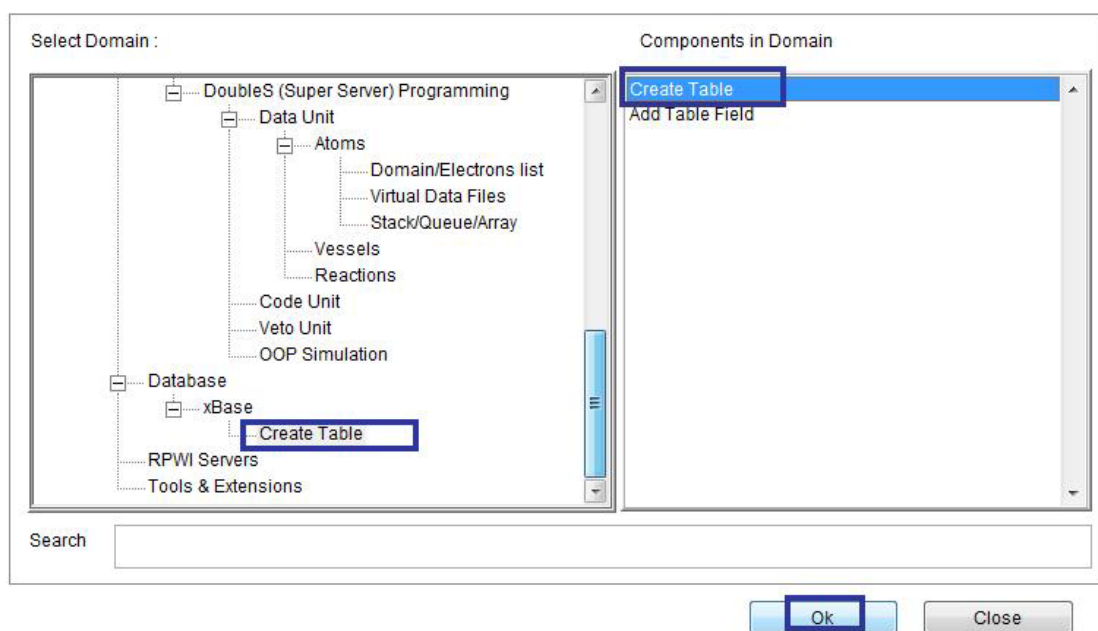 Select Domain :
Components in Domain
DoubleS (Super Server) Programming
Data Unit
Atoms
Domain/Electrons list
Virtual Data Files
Stack/Queue/Array
Vessels
Reactions
Code Unit
Veto Unit
OOP Simulation
Database
xBase
Create Table
RPWI Servers
Tools & Extensions
Create Table
Add Table Field
Search
Ok
Close